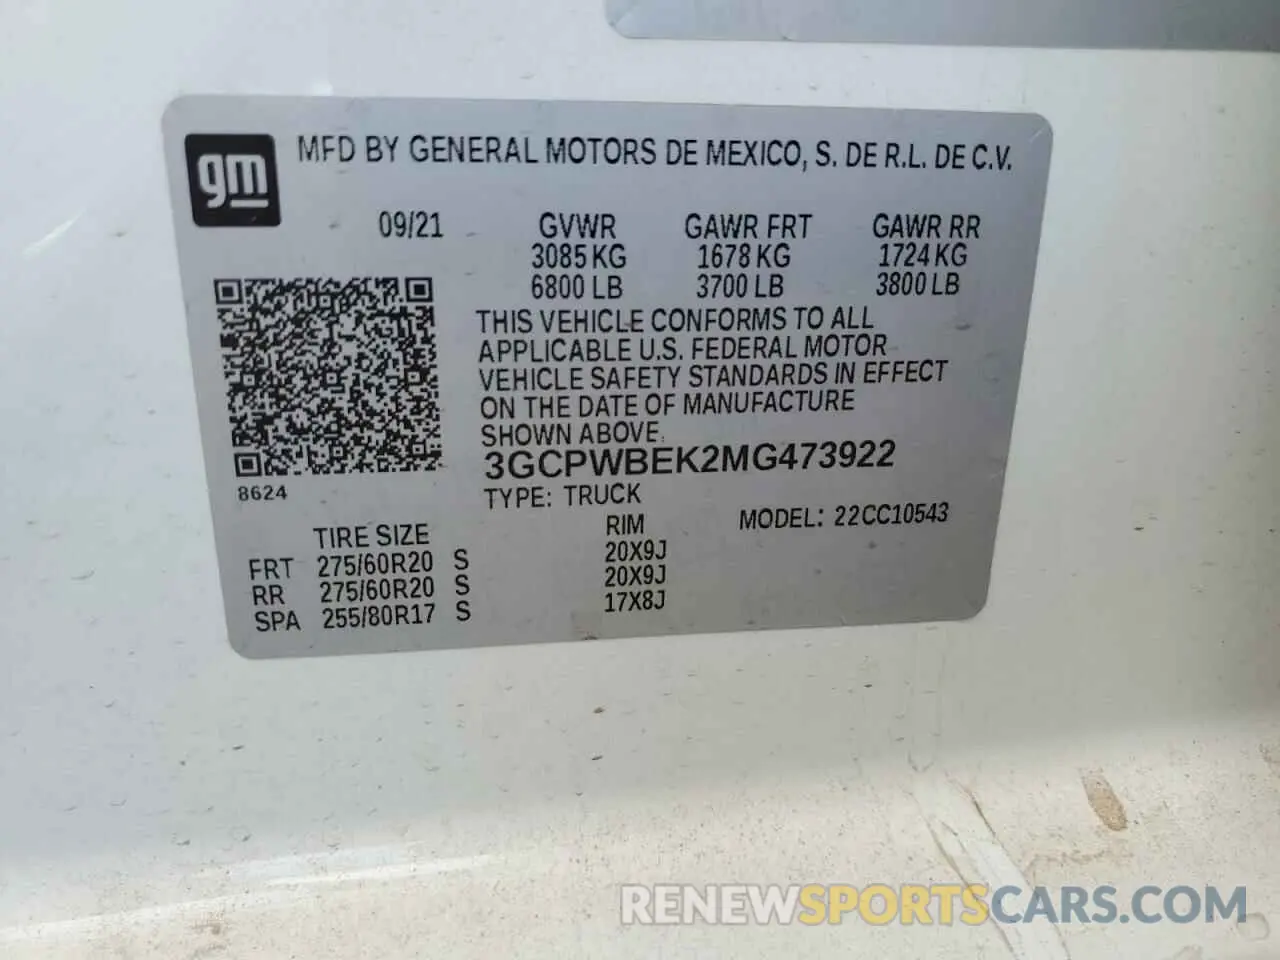 gm
MFD BY GENERAL MOTORS DE MEXICO, S. DE R.L. DE C.V.
09/21 GVWR GAWR FRT GAWR RR
3085 KG 1678 KG 1724 KG
6800 LB 3700 LB 3800 LB
THIS VEHICLE CONFORMS TO ALL
APPLICABLE U.S. FEDERAL MOTOR
VEHICLE SAFETY STANDARDS IN EFFECT
ON THE DATE OF MANUFACTURE
SHOWN ABOVE.
3GCPWBEK2MG473922
8624
TYPE: TRUCK
MODEL: 22CC10543
TIRE SIZE RIM
FRT 275/60R20 S 20X9J
RR 275/60R20 S 20X9J
SPA 255/80R17 S 17X8J
RENEWSPORTSCARS.COM